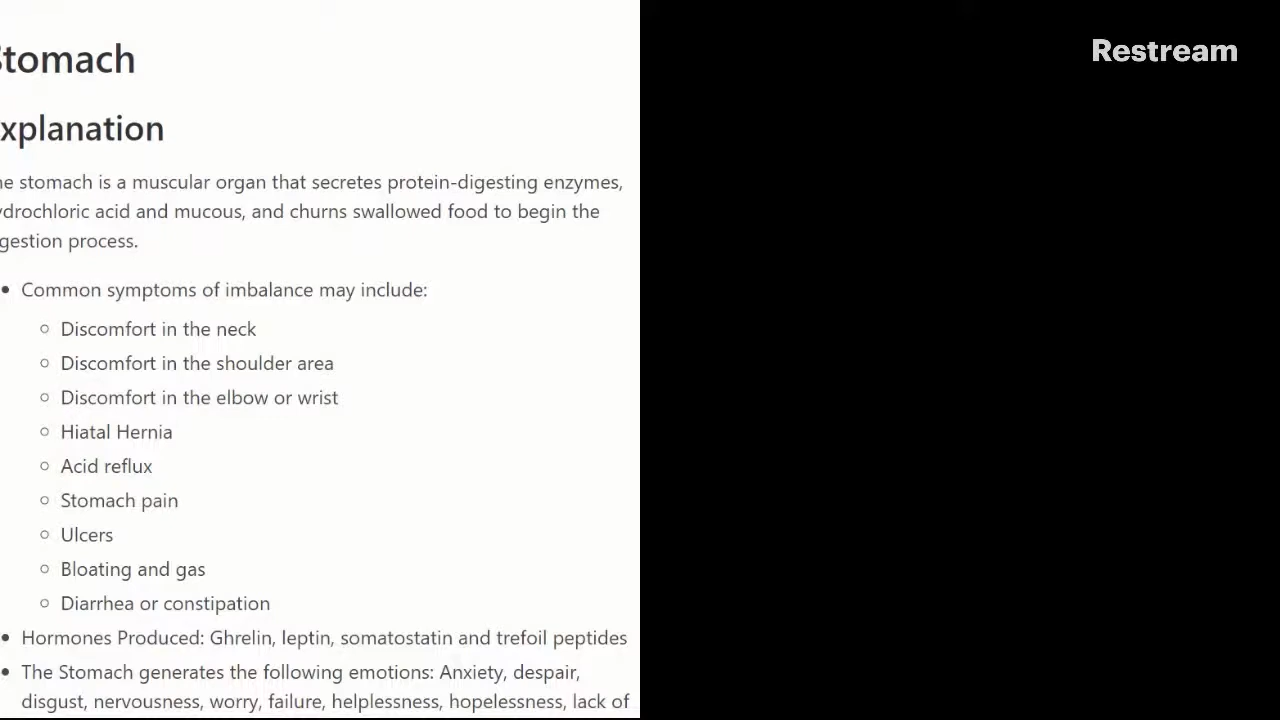 Stomach
xplanation
he stomach is a muscular organ that secretes protein-digesting enzymes,
ydrochloric acid and mucous, and churns swallowed food to begin the
gestion process.
• Common symptoms of imbalance may include:
○ Discomfort in the neck
○ Discomfort in the shoulder area
○ Discomfort in the elbow or wrist
○ Hiatal Hernia
○ Acid reflux
○ Stomach pain
○ Ulcers
○ Bloating and gas
○ Diarrhea or constipation
• Hormones Produced: Ghrelin, leptin, somatostatin and trefoil peptides
• The Stomach generates the following emotions: Anxiety, despair,
disgust, nervousness, worry, failure, helplessness, hopelessness, lack of
Restream